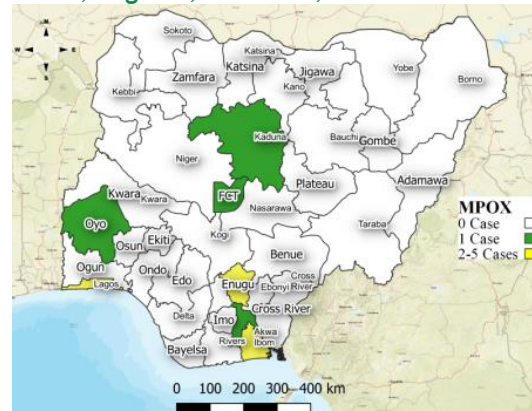 N
W
E
S
Sokoto
Katsina
Zamfara
Katsina
Jigawa
Yobe
Borno
Kebbi
Kano
Kaduna
Bauchi
Gombe
Niger
Adamawa
Plateau
FCT
Kwara
Kwara
Nasarawa
Taraba
MPOX
0 Case
1 Case
2-5 Cases
Oyo
Kogi
Osun
Ekiti
Benue
Ogun
Ondo
Edo
Enugu
Cross
Lagos
Ebonyi River
Delta
Imo
Cross River
Bayelsa
Rivers
Akwa
Ibom
0 100 200 300 400 km